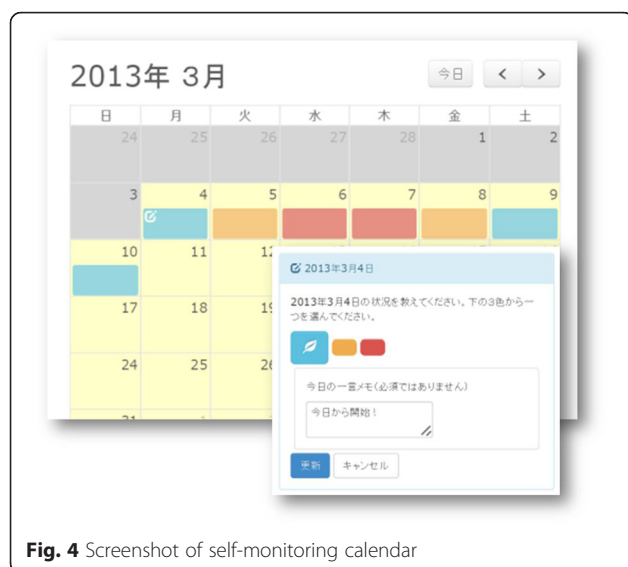 2013年 3月 今日 < >
日 月 火 水 木 金 土
24 25 26 27 28 1 2
3 4 5 6 7 8 9
10 11 12
17 18 19
24 25 26
31
2013年3月4日
2013年3月4日の状況を教えてください。下の3色から一
つを選んでください。
今日の一言メモ(必須ではありません)
今日から開始!
更新 キャンセル
Fig. 4 Screenshot of self-monitoring calendar